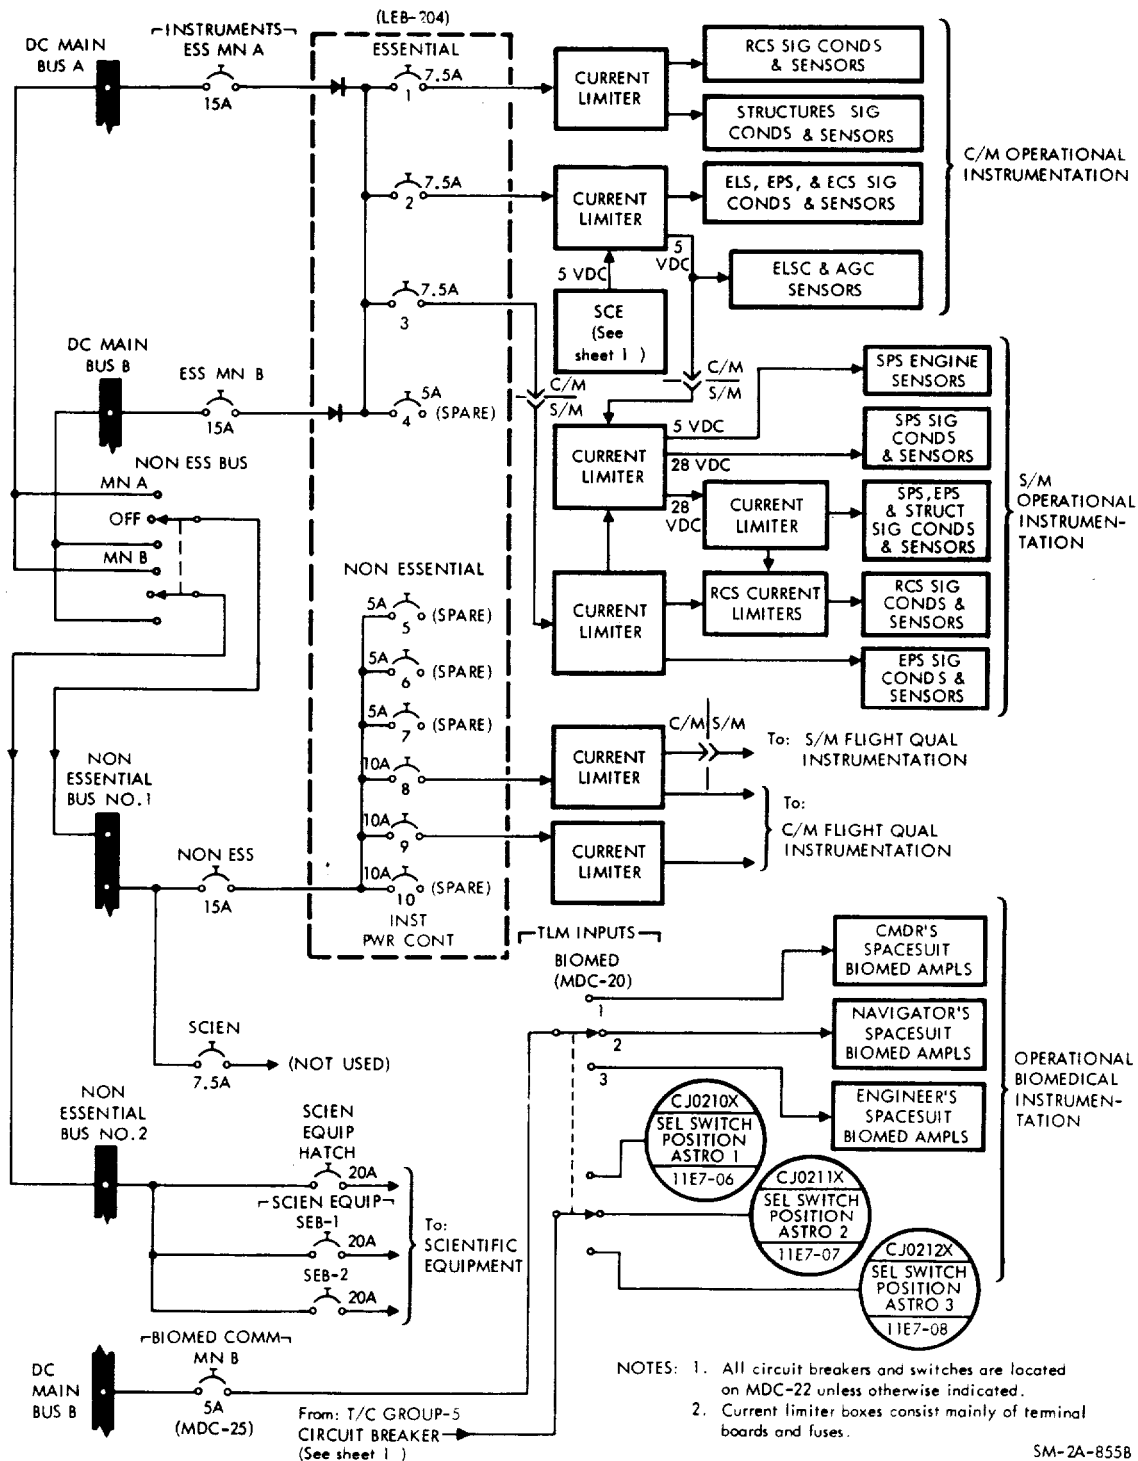 (LEB-204)
INSTRUMENTS
ESS MN A
15A
DC MAIN
BUS A
ESSENTIAL
7.5A
1
7.5A
2
7.5A
3
5A
4 (SPARE)
CURRENT
LIMITER
RCS SIG CONDS
& SENSORS
STRUCTURES SIG
CONDS & SENSORS
CURRENT
LIMITER
ELS, EPS, & ECS SIG
CONDS & SENSORS
5
VDC
5 VDC
ELSC & AGC
SENSORS
SCE
(See
sheet 1 )
C/M OPERATIONAL
INSTRUMENTATION
DC MAIN
BUS B
ESS MN B
15A
C/M
S/M
C/M
S/M
CURRENT
LIMITER
5 VDC
28 VDC
28
VDC
SPS ENGINE
SENSORS
SPS SIG
CONDS
& SENSORS
CURRENT
LIMITER
SPS, EPS
& STRUCT
SIG CONDS
& SENSORS
CURRENT
LIMITER
RCS CURRENT
LIMITERS
RCS SIG
CONDS &
SENSORS
EPS SIG
CONDS &
SENSORS
S/M
OPERATIONAL
INSTRUMEN-
TATION
NON ESS BUS
MN A
OFF
MN B
NON ESSENTIAL
5A
5 (SPARE)
5A
6 (SPARE)
5A
7 (SPARE)
10A
8
10A
9
10A
10 (SPARE)
INST
PWR CONT
CURRENT
LIMITER
C/M S/M
To: S/M FLIGHT QUAL
INSTRUMENTATION
CURRENT
LIMITER
To:
C/M FLIGHT QUAL
INSTRUMENTATION
NON
ESSENTIAL
BUS NO.1
NON ESS
15A
SCIEN
7.5A
(NOT USED)
TLM INPUTS
BIOMED
(MDC-20)
1
2
3
CMDR'S
SPACESUIT
BIOMED AMPLS
NAVIGATOR'S
SPACESUIT
BIOMED AMPLS
ENGINEER'S
SPACESUIT
BIOMED AMPLS
OPERATIONAL
BIOMEDICAL
INSTRUMEN-
TATION
CJ0210X
SEL SWITCH
POSITION
ASTRO 1
11E7-06
CJ0211X
SEL SWITCH
POSITION
ASTRO 2
11E7-07
CJ0212X
SEL SWITCH
POSITION
ASTRO 3
11E7-08
NON
ESSENTIAL
BUS NO.2
SCIEN
EQUIP
HATCH
20A
SCIEN EQUIP
SEB-1
20A
SEB-2
20A
To:
SCIENTIFIC
EQUIPMENT
DC
MAIN
BUS B
BIOMED COMM
MN B
5A
(MDC-25)
From: T/C GROUP-5
CIRCUIT BREAKER
(See sheet 1 )
NOTES: 1. All circuit breakers and switches are located
on MDC-22 unless otherwise indicated.
2. Current limiter boxes consist mainly of terminal
boards and fuses.
SM-2A-855B